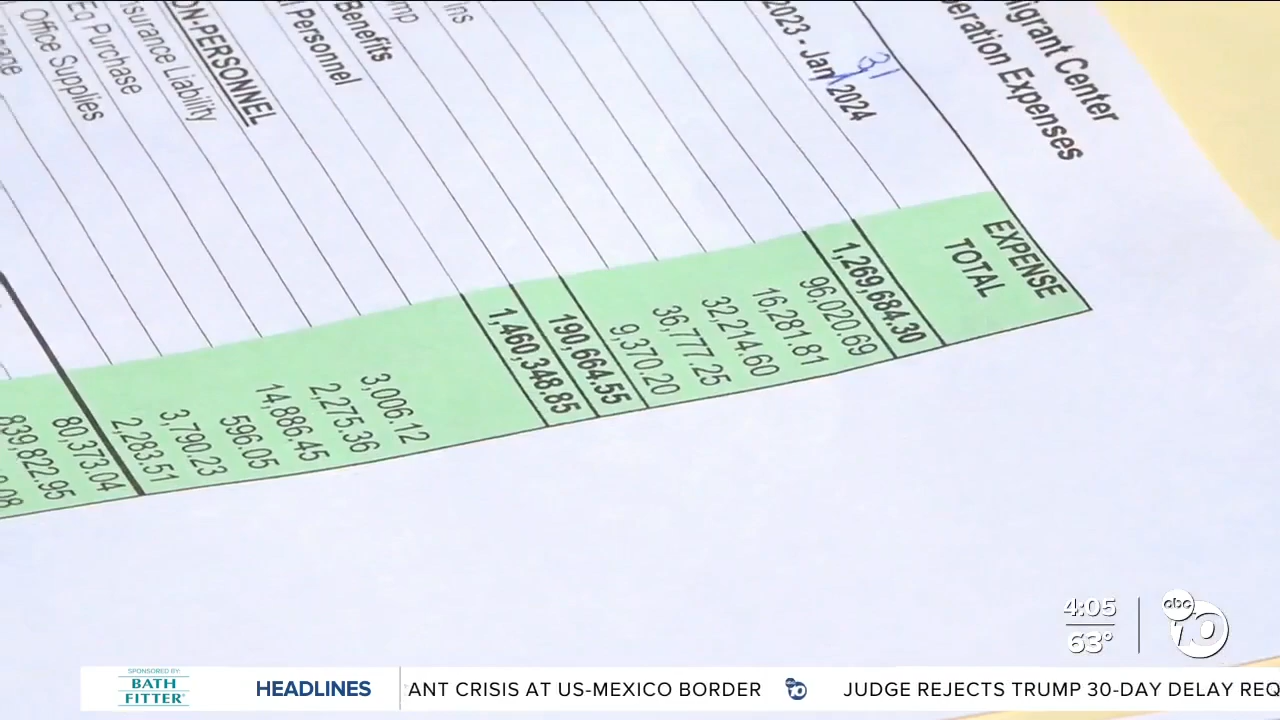 igrant Center
eration Expenses
2023 - Jan 31 2024
Ins
mp
Benefits
l Personnel
ON-PERSONNEL
nsurance Liability
Eq Purchase
Office Supplies
EXPENSE
TOTAL
1,269,684.30
96,020.69
16,281.81
32,214.60
36,777.25
9,370.20
190,664.55
1,460,348.85
3,006.12
2,275.36
14,886.45
596.05
3,790.23
2,283.51
80,373.04
839,822.95
4:05
63°
abc 10
SPONSORED BY:
BATH
FITTER
HEADLINES
ANT CRISIS AT US-MEXICO BORDER abc 10 JUDGE REJECTS TRUMP 30-DAY DELAY REQ